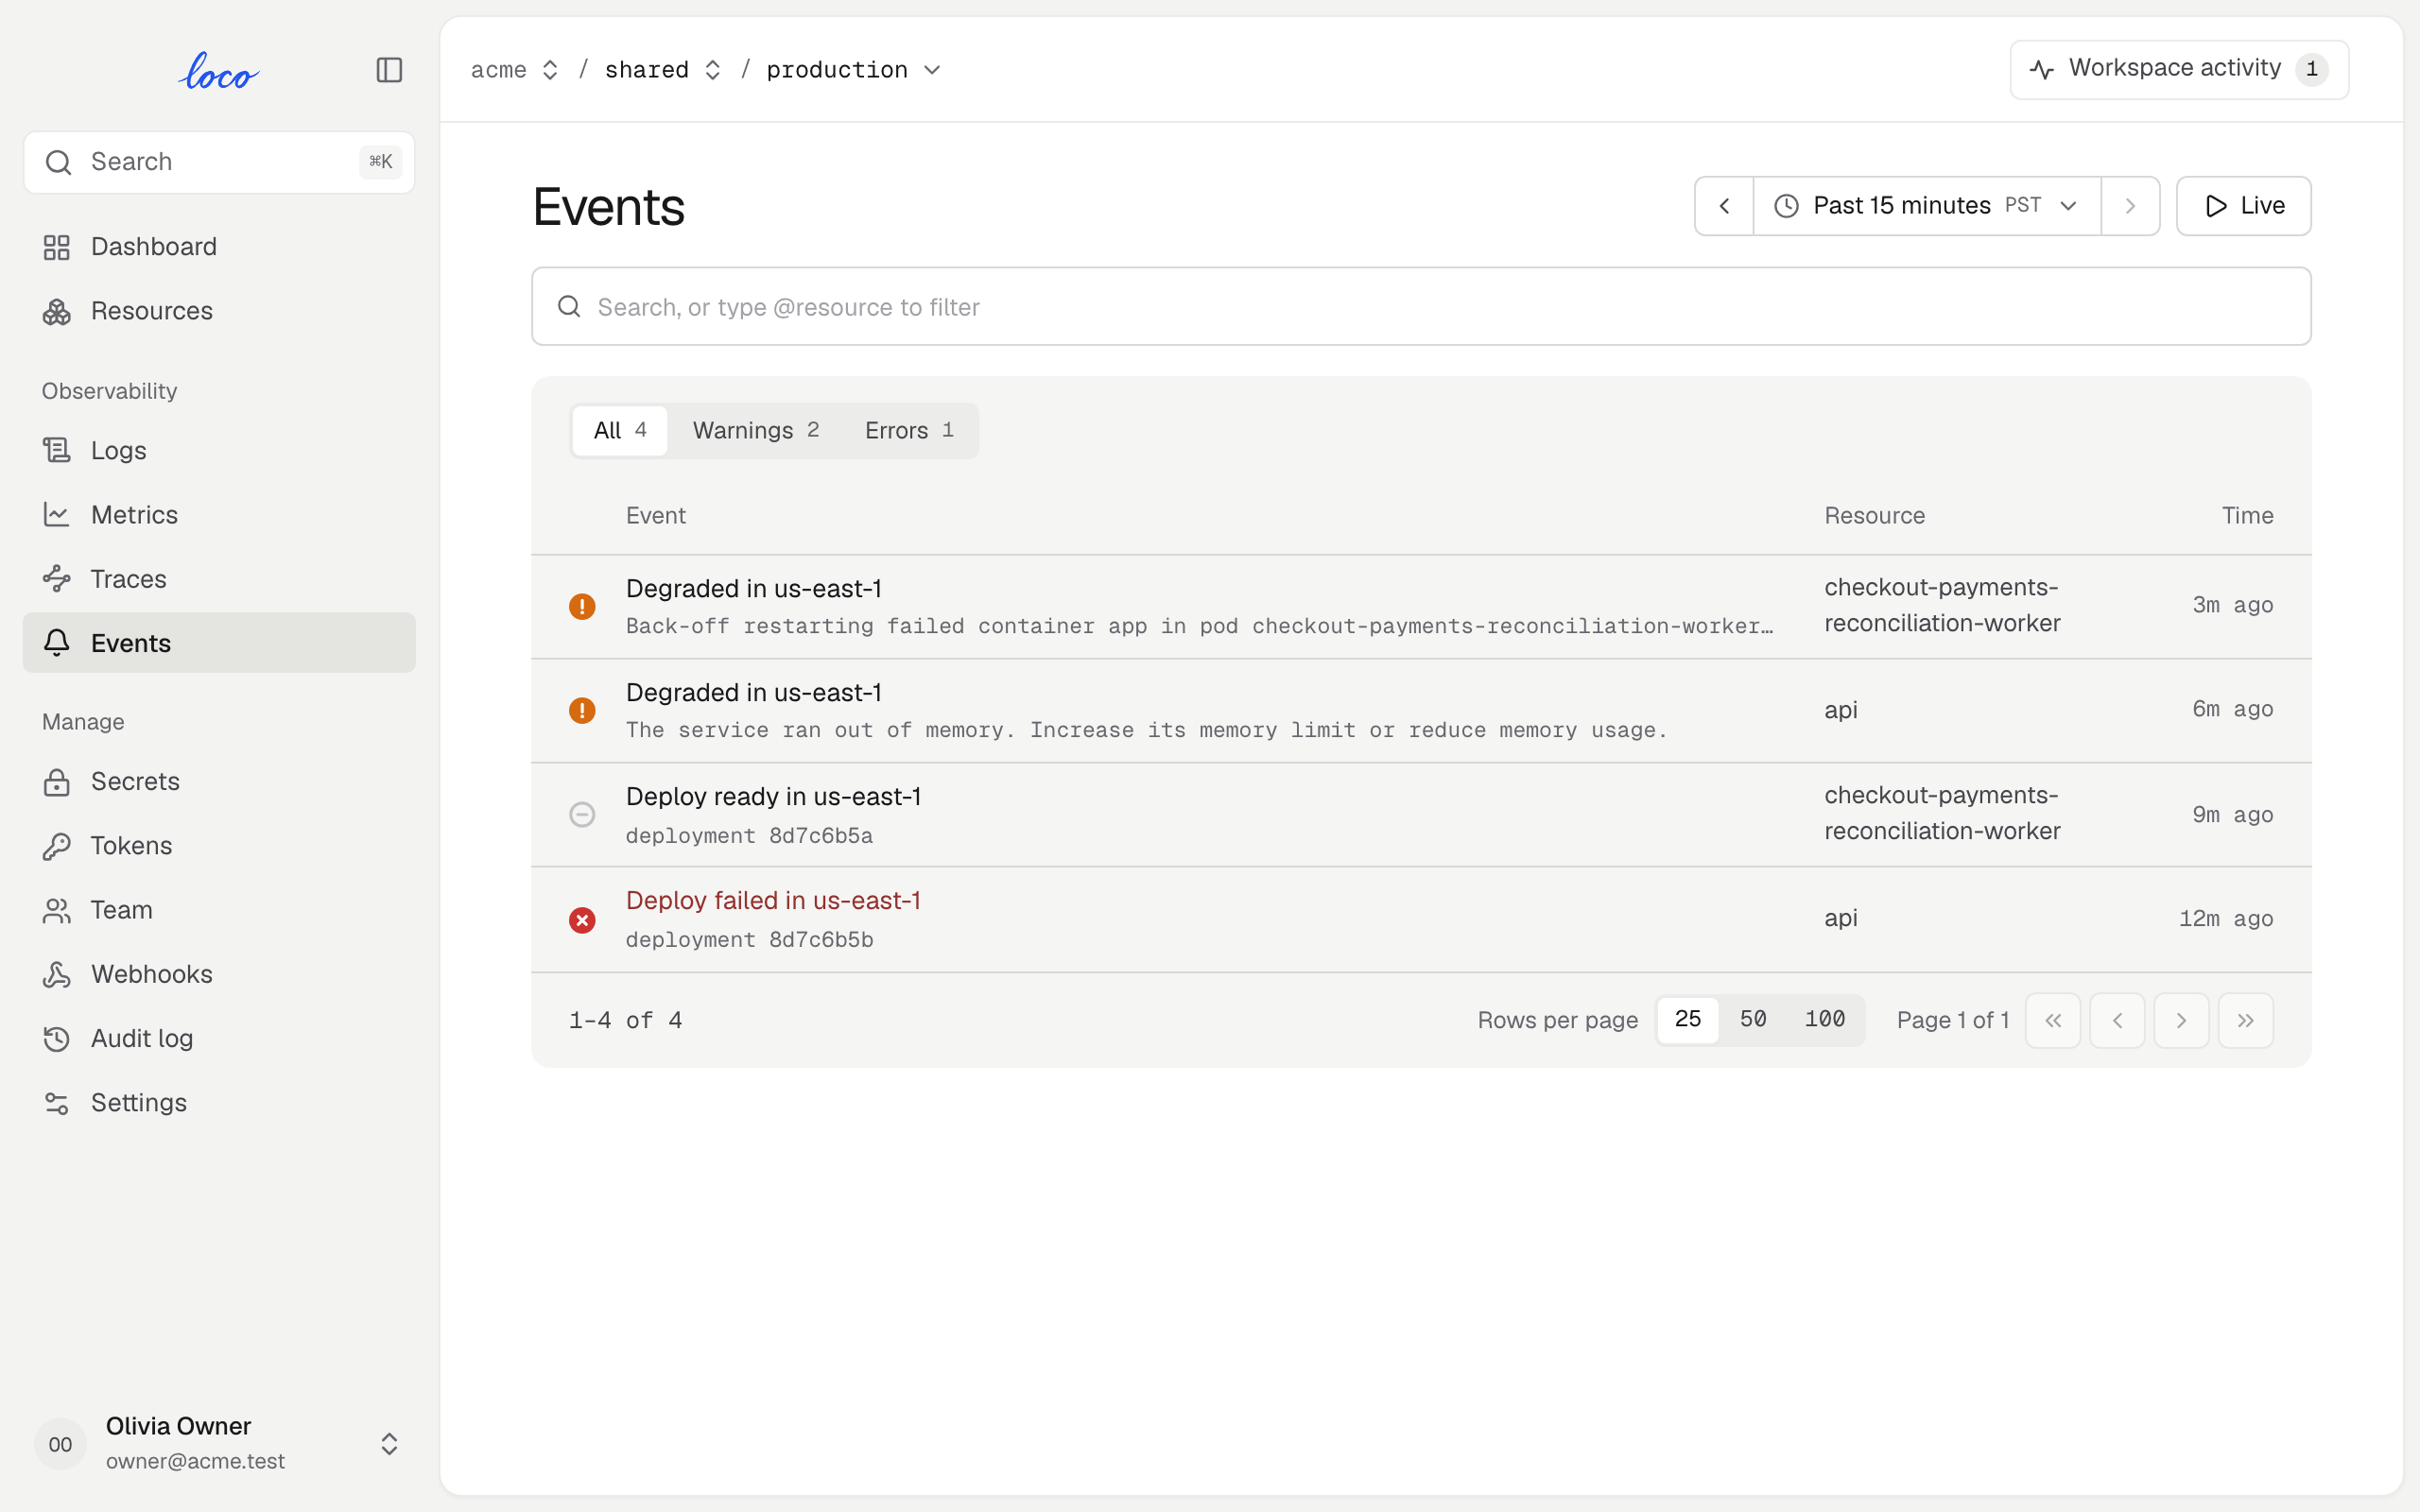 loco
Search ⌘K
Dashboard
Resources
Observability
Logs
Metrics
Traces
Events
Manage
Secrets
Tokens
Team
Webhooks
Audit log
Settings
OO Olivia Owner
owner@acme.test
acme / shared / production
Workspace activity 1
Events
Past 15 minutes PST
Live
Search, or type @resource to filter
All 4 Warnings 2 Errors 1
Event Resource Time
Degraded in us-east-1
Back-off restarting failed container app in pod checkout-payments-reconciliation-worker…
checkout-payments-
reconciliation-worker
3m ago
Degraded in us-east-1
The service ran out of memory. Increase its memory limit or reduce memory usage.
api
6m ago
Deploy ready in us-east-1
deployment 8d7c6b5a
checkout-payments-
reconciliation-worker
9m ago
Deploy failed in us-east-1
deployment 8d7c6b5b
api
12m ago
1–4 of 4
Rows per page 25 50 100 Page 1 of 1